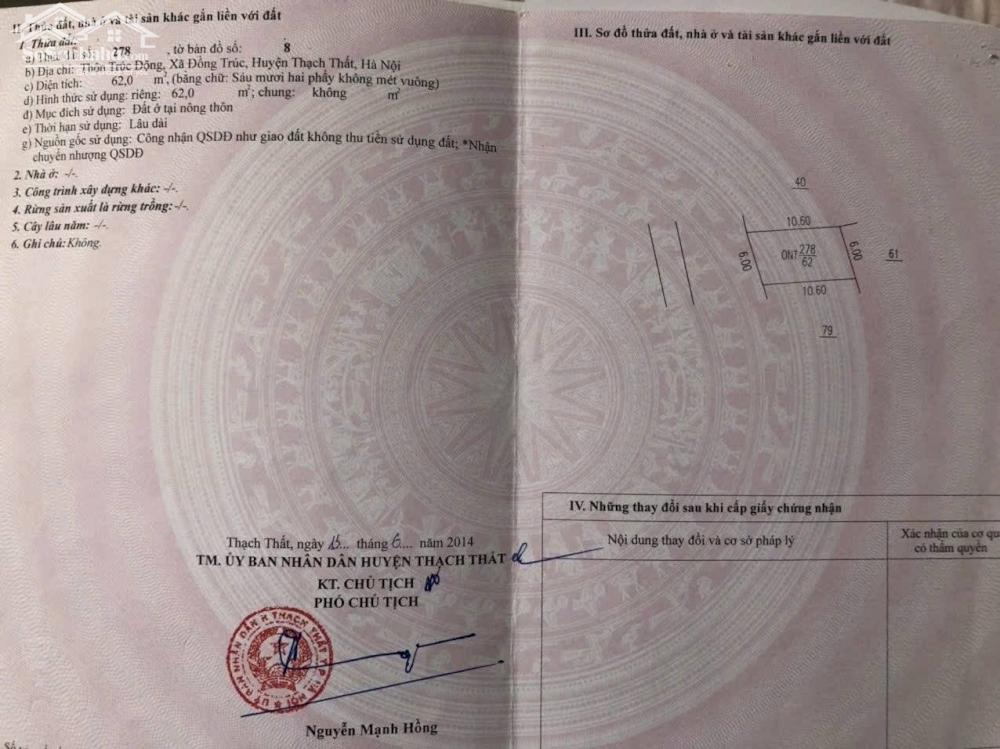 II. Thửa đất, nhà ở và tài sản khác gắn liền với đất
1. Thửa đất:
a) Thửa đất số: 278 , tờ bản đồ số: 8
b) Địa chỉ: Thôn Trúc Động, Xã Đồng Trúc, Huyện Thạch Thất, Hà Nội
c) Diện tích: 62,0 m², (bằng chữ: Sáu mươi hai phẩy không mét vuông)
d) Hình thức sử dụng: riêng: 62,0 m²; chung: không m²
đ) Mục đích sử dụng: Đất ở tại nông thôn
e) Thời hạn sử dụng: Lâu dài
g) Nguồn gốc sử dụng: Công nhận QSDĐ như giao đất không thu tiền sử dụng đất; *Nhận
chuyển nhượng QSDĐ
2. Nhà ở: -/-.
3. Công trình xây dựng khác: -/-.
4. Rừng sản xuất là rừng trồng: -/-.
5. Cây lâu năm: -/-.
6. Ghi chú: Không.
Thạch Thất, ngày 15... tháng 6.... năm 2014
TM. ỦY BAN NHÂN DÂN HUYỆN THẠCH THẤT
KT. CHỦ TỊCH
PHÓ CHỦ TỊCH
Nguyễn Mạnh Hồng
Số
III. Sơ đồ thửa đất, nhà ở và tài sản khác gắn liền với đất
40
10.60
6.00
ONT 278
62
6.00
61
10.60
79
IV. Những thay đổi sau khi cấp giấy chứng nhận
Nội dung thay đổi và cơ sở pháp lý
Xác nhận của cơ qu
có thẩm quyền